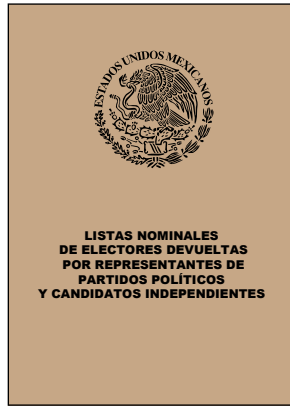 ESTADOS UNIDOS MEXICANOS
LISTAS NOMINALES
DE ELECTORES DEVUELTAS
POR REPRESENTANTES DE
PARTIDOS POLÍTICOS
Y CANDIDATOS INDEPENDIENTES